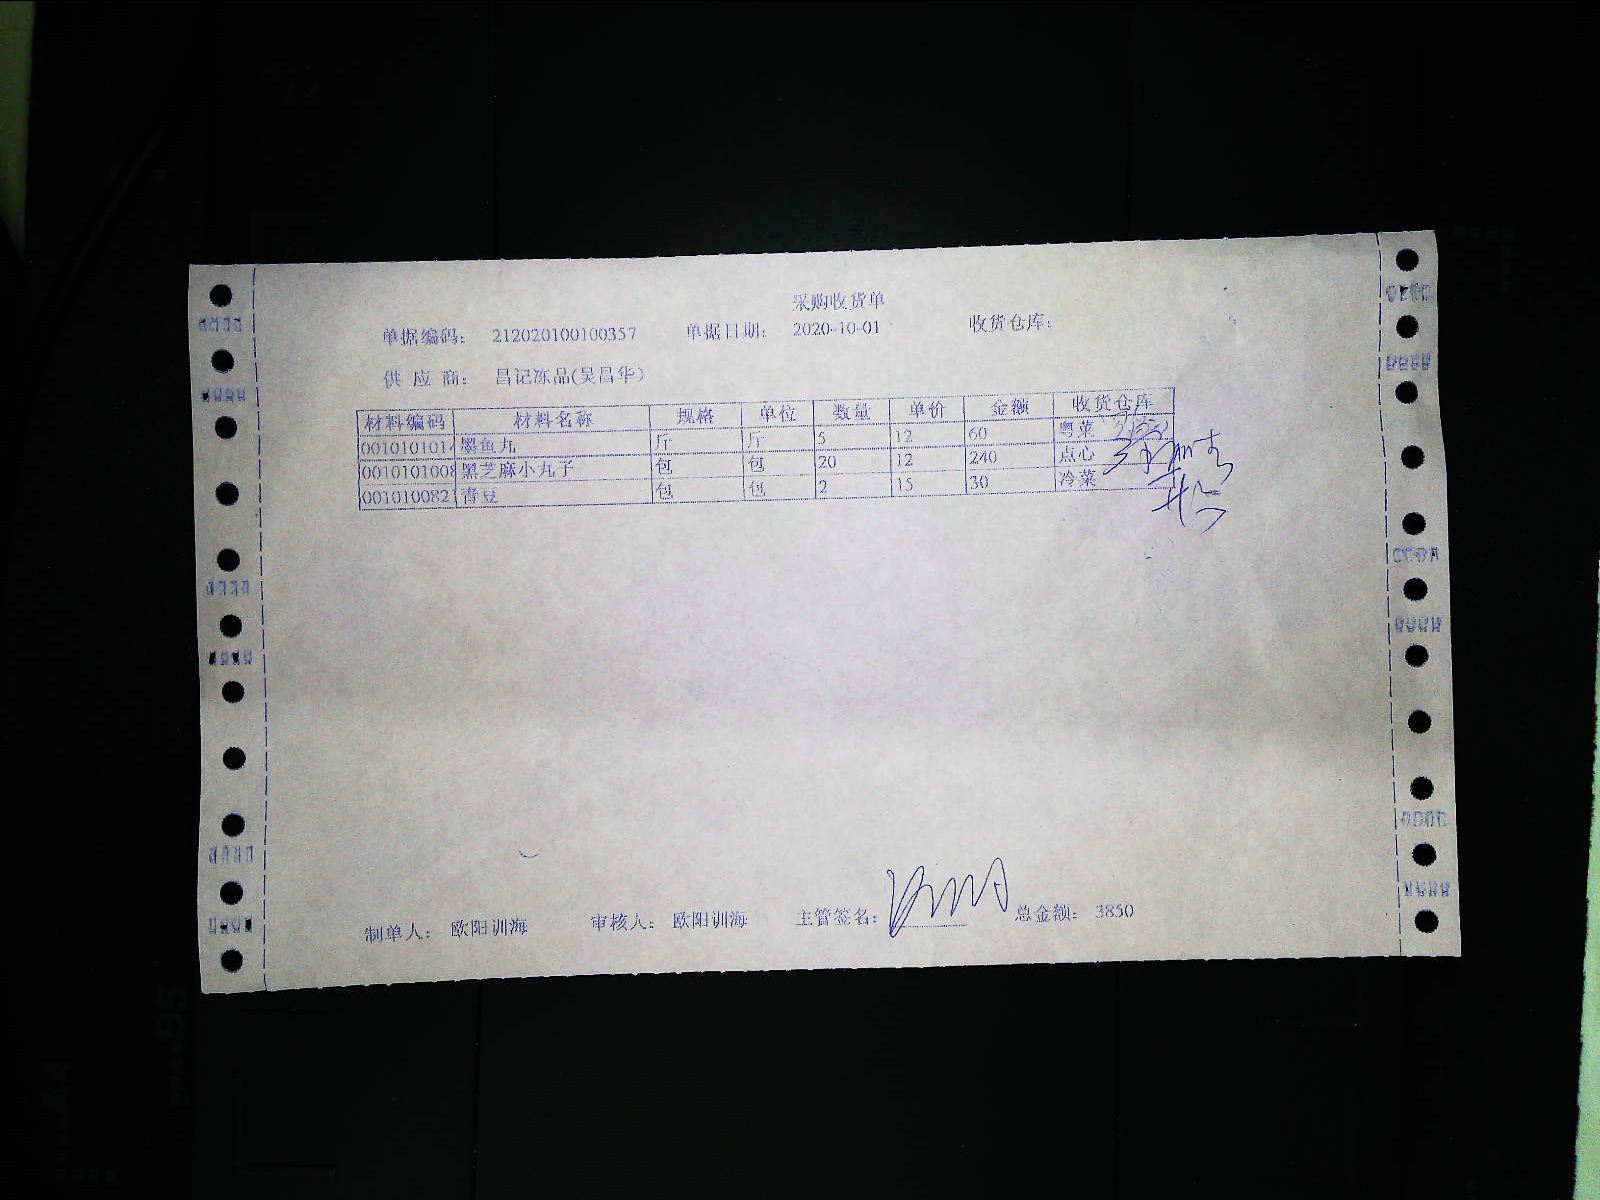 采购收货单
单据编码： 212020100100357 单据日期： 2020-10-01 收货仓库：
供 应 商： 昌记冻品(吴昌华)
材料编码 材料名称 规格 单位 数量 单价 金额 收货仓库
001010101 墨鱼丸 斤 斤 5 12 60 粤菜
0010101008 黑芝麻小丸子 包 包 20 12 240 点心
001010082 青豆 包 包 2 15 30 冷菜
制单人： 欧阳训海 审核人： 欧阳训海 主管签名： 总金额： 3850